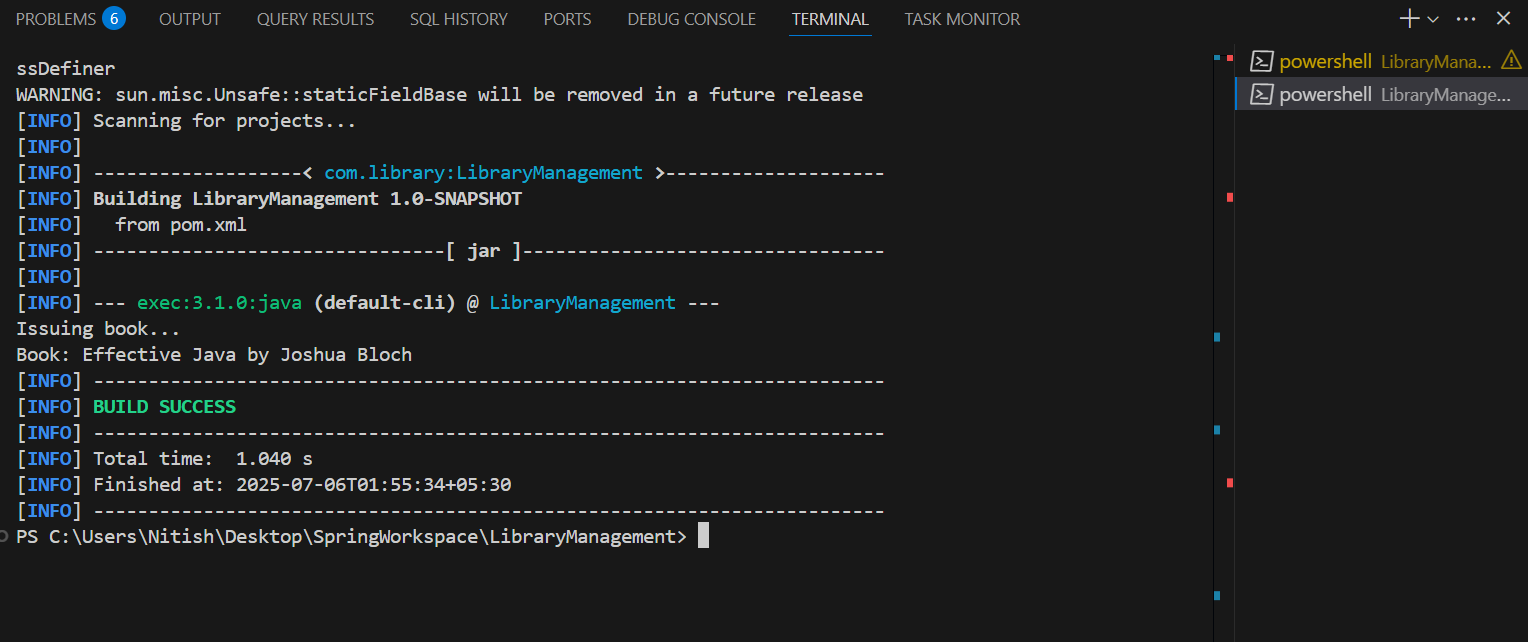 PROBLEMS 6 OUTPUT QUERY RESULTS SQL HISTORY PORTS DEBUG CONSOLE TERMINAL TASK MONITOR
ssDefiner
WARNING: sun.misc.Unsafe::staticFieldBase will be removed in a future release
[INFO] Scanning for projects...
[INFO]
[INFO] -------------------< com.library:LibraryManagement >--------------------
[INFO] Building LibraryManagement 1.0-SNAPSHOT
[INFO]   from pom.xml
[INFO] --------------------------------[ jar ]---------------------------------
[INFO]
[INFO] --- exec:3.1.0:java (default-cli) @ LibraryManagement ---
Issuing book...
Book: Effective Java by Joshua Bloch
[INFO] ------------------------------------------------------------------------
[INFO] BUILD SUCCESS
[INFO] ------------------------------------------------------------------------
[INFO] Total time:  1.040 s
[INFO] Finished at: 2025-07-06T01:55:34+05:30
[INFO] ------------------------------------------------------------------------
PS C:\Users\Nitish\Desktop\SpringWorkspace\LibraryManagement>
powershell LibraryMana...
powershell LibraryManage...